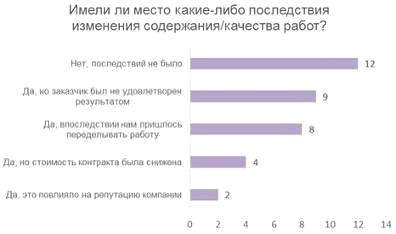 Имели ли место какие-либо последствия
изменения содержания/качества работ?
Нет, последствий не было
12
Да, но заказчик был не удовлетворен
результатом
9
Да, впоследствии нам пришлось
переделывать работу
8
Да, но стоимость контракта была снижена
4
Да, это повлияло на репутацию компании
2
0 2 4 6 8 10 12 14